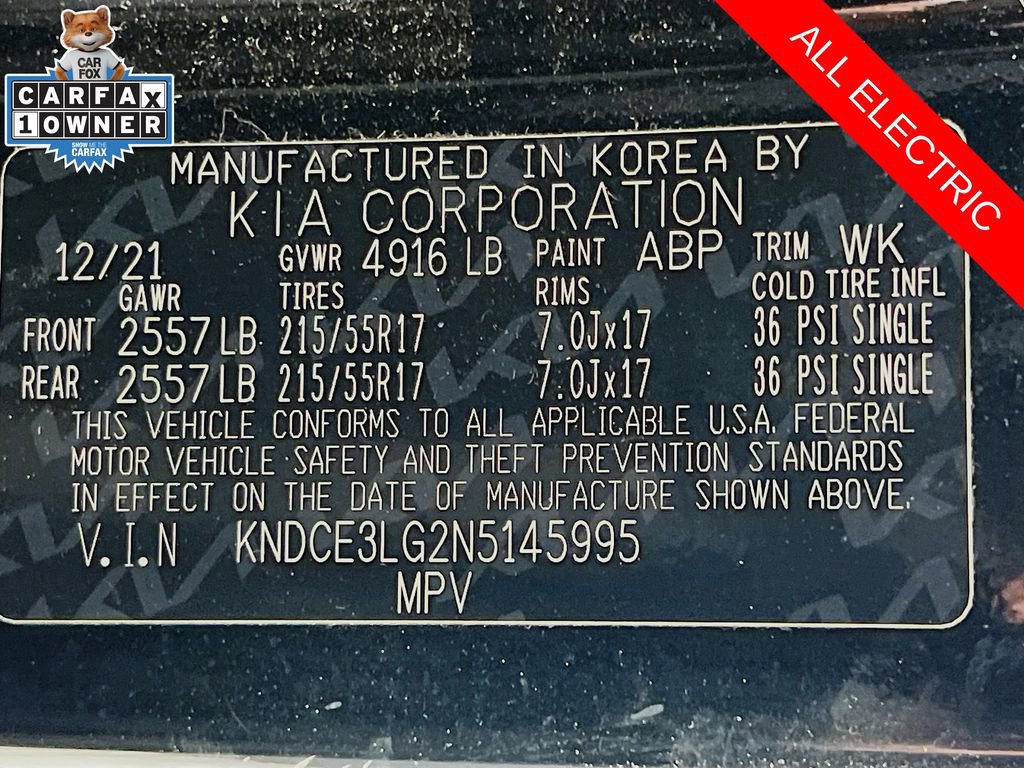 CAR
FOX
CARFAX
1 OWNER
SHOW ME THE
CARFAX
ALL ELECTRIC
MANUFACTURED IN KOREA BY
KIA CORPORATION
12/21 GVWR 4916 LB PAINT ABP TRIM WK
GAWR TIRES RIMS COLD TIRE INFL
FRONT 2557 LB 215/55R17 7.0Jx17 36 PSI SINGLE
REAR 2557 LB 215/55R17 7.0Jx17 36 PSI SINGLE
THIS VEHICLE CONFORMS TO ALL APPLICABLE U.S.A. FEDERAL
MOTOR VEHICLE SAFETY AND THEFT PREVENTION STANDARDS
IN EFFECT ON THE DATE OF MANUFACTURE SHOWN ABOVE.
V.I.N KNDCE3LG2N5145995
MPV